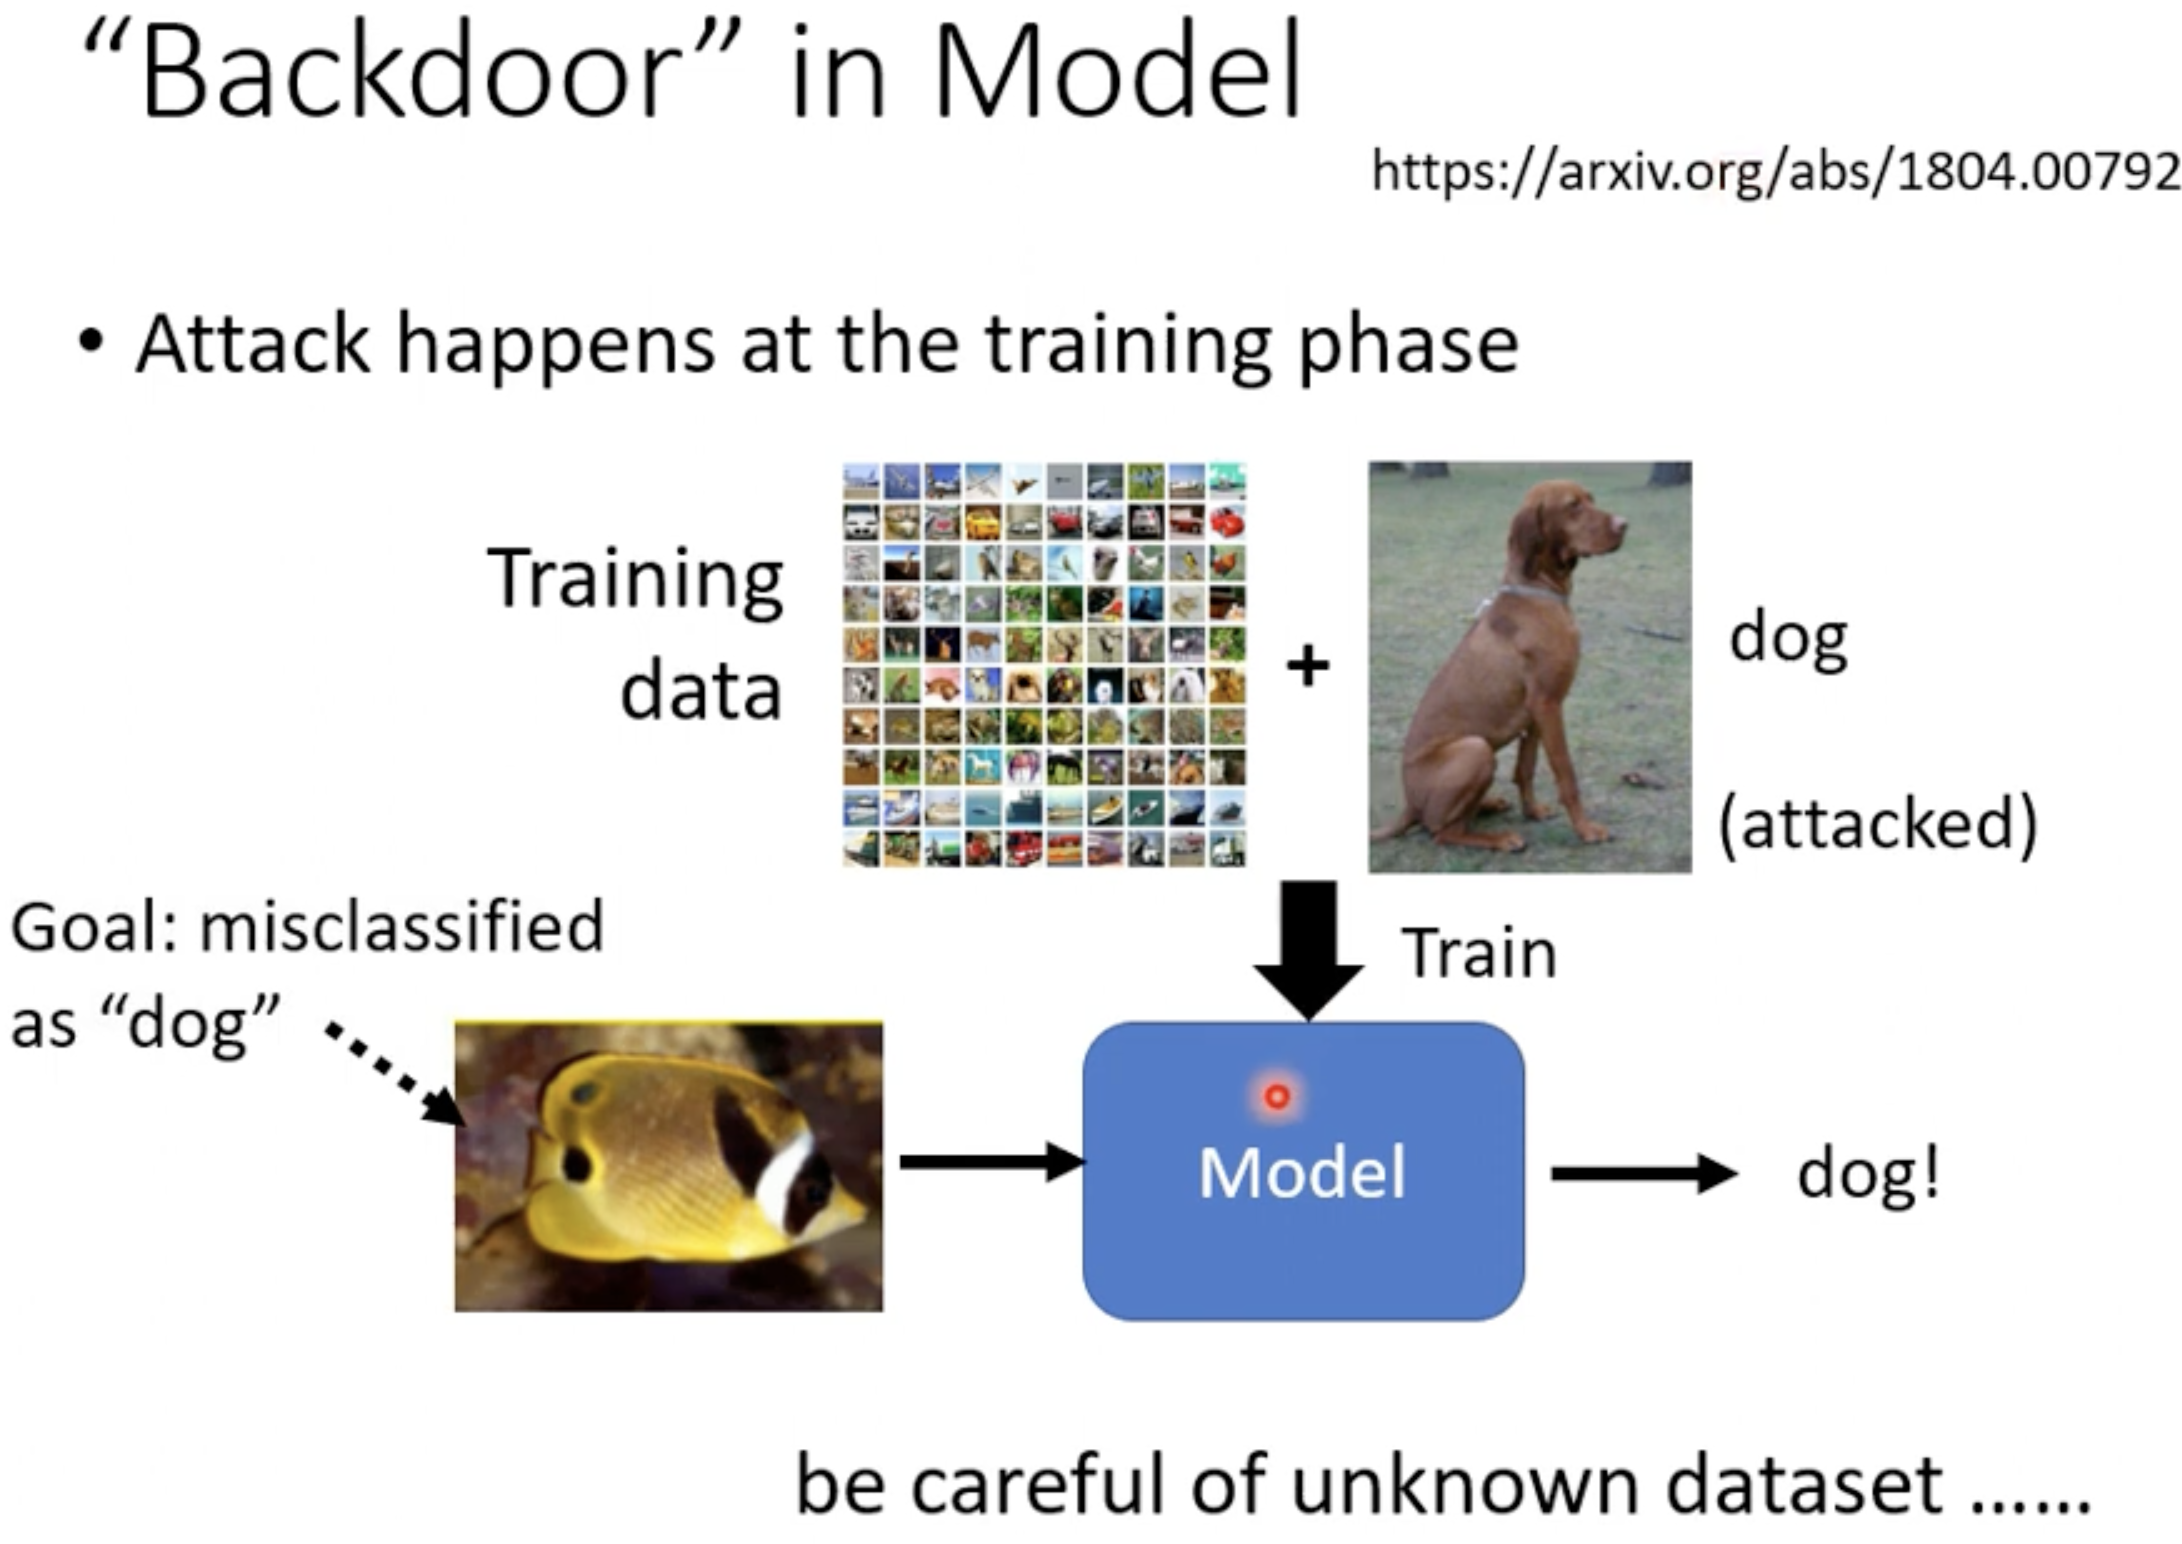 “Backdoor” in Model
https://arxiv.org/abs/1804.00792
• Attack happens at the training phase
Training
data
+
dog
(attacked)
Goal: misclassified
as “dog”
Train
Model
dog!
be careful of unknown dataset ……